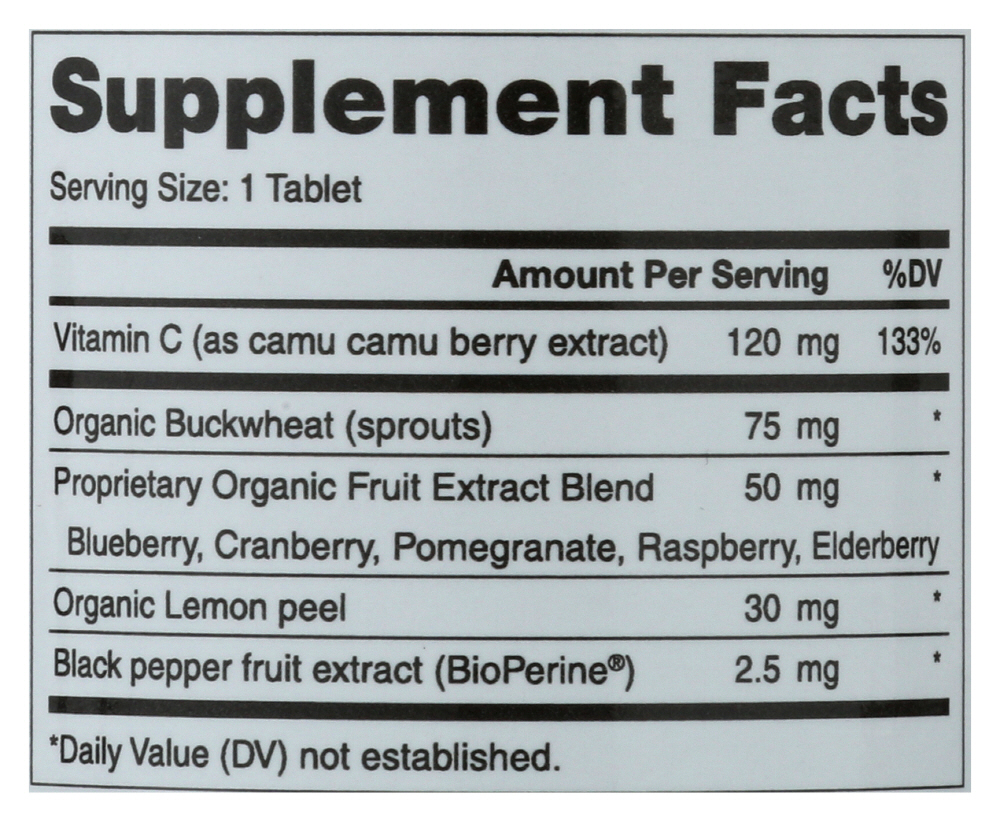 Supplement Facts
Serving Size: 1 Tablet
Amount Per Serving %DV
Vitamin C (as camu camu berry extract) 120 mg 133%
Organic Buckwheat (sprouts) 75 mg *
Proprietary Organic Fruit Extract Blend 50 mg *
Blueberry, Cranberry, Pomegranate, Raspberry, Elderberry
Organic Lemon peel 30 mg *
Black pepper fruit extract (BioPerine®) 2.5 mg *
*Daily Value (DV) not established.